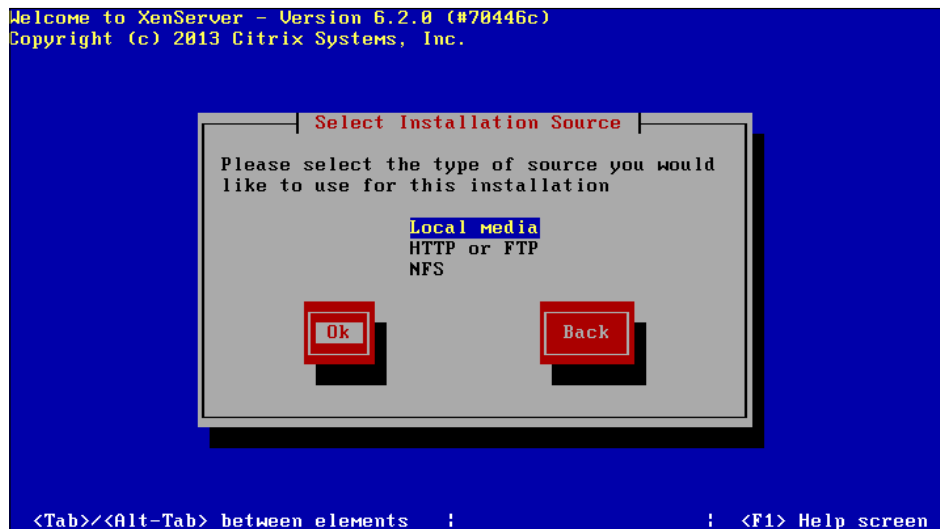 Welcome to XenServer - Version 6.2.0 (#70446c)
Copyright (c) 2013 Citrix Systems, Inc.
Select Installation Source
Please select the type of source you would
like to use for this installation
Local media
HTTP or FTP
NFS
Ok Back
<Tab>/<Alt-Tab> between elements | | <F1> Help screen